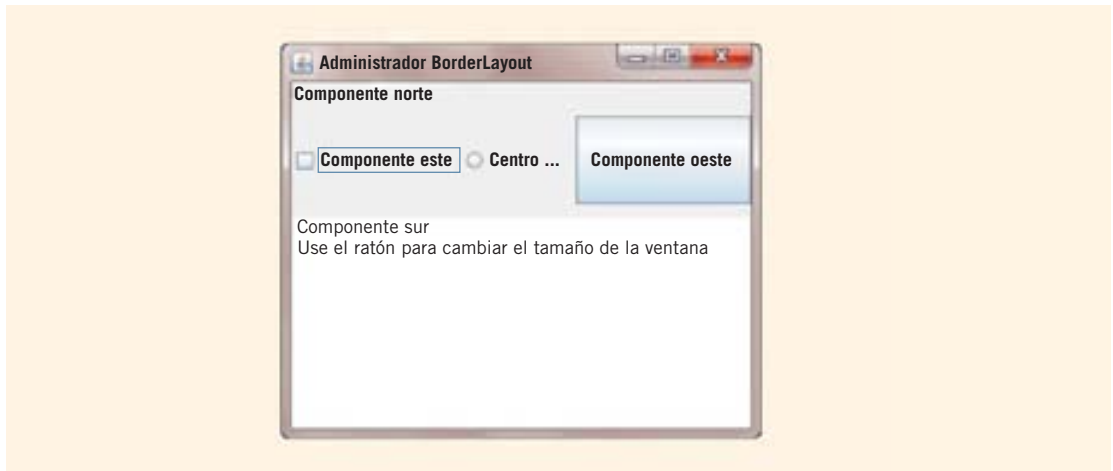 Administrador BorderLayout
Componente norte
Componente este Centro ... Componente oeste
Componente sur
Use el ratón para cambiar el tamaño de la ventana